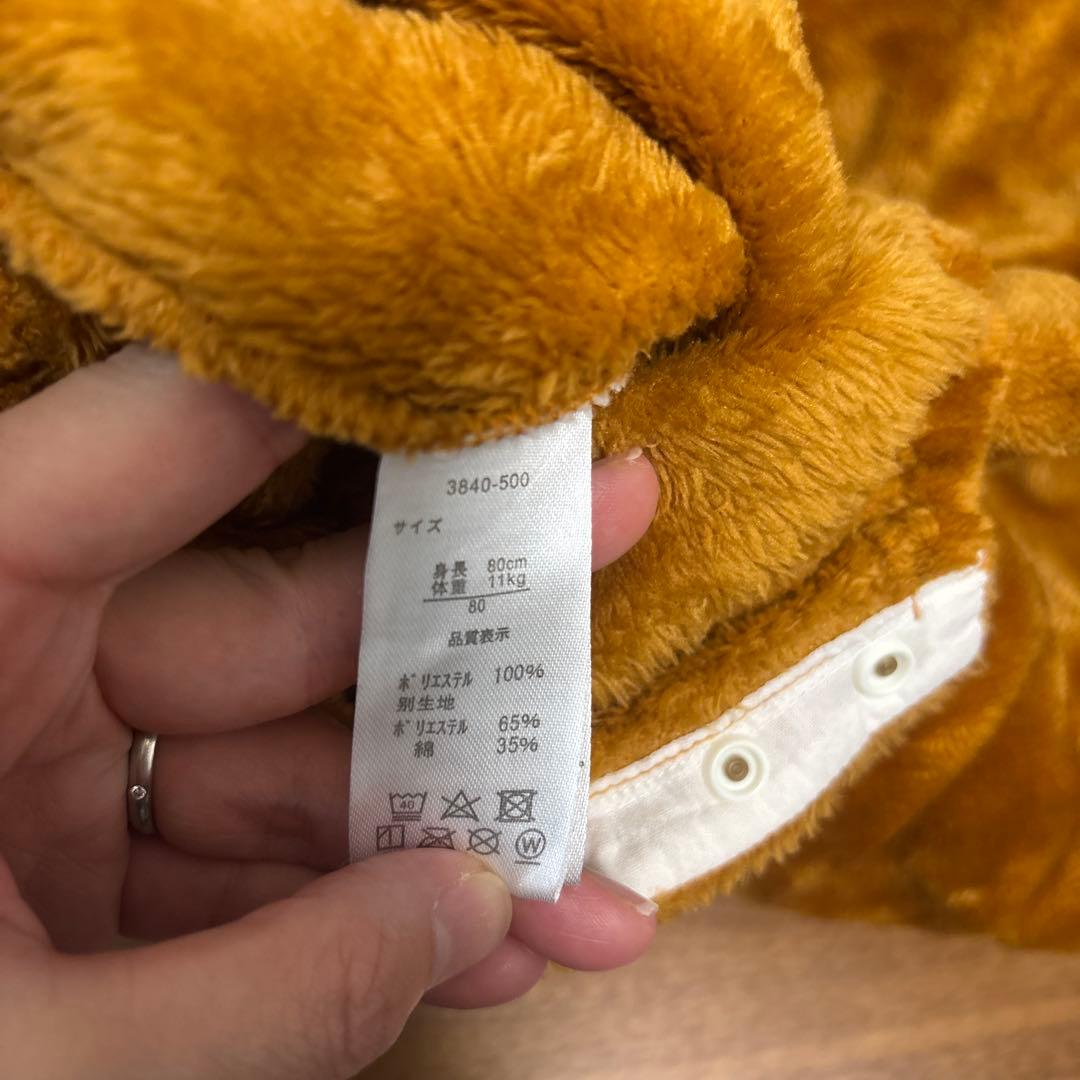 3840-500
サイズ
身長 80cm
体重 11kg
80
品質表示
ポリエステル 100%
別生地
ポリエステル 65%
綿 35%
40
W